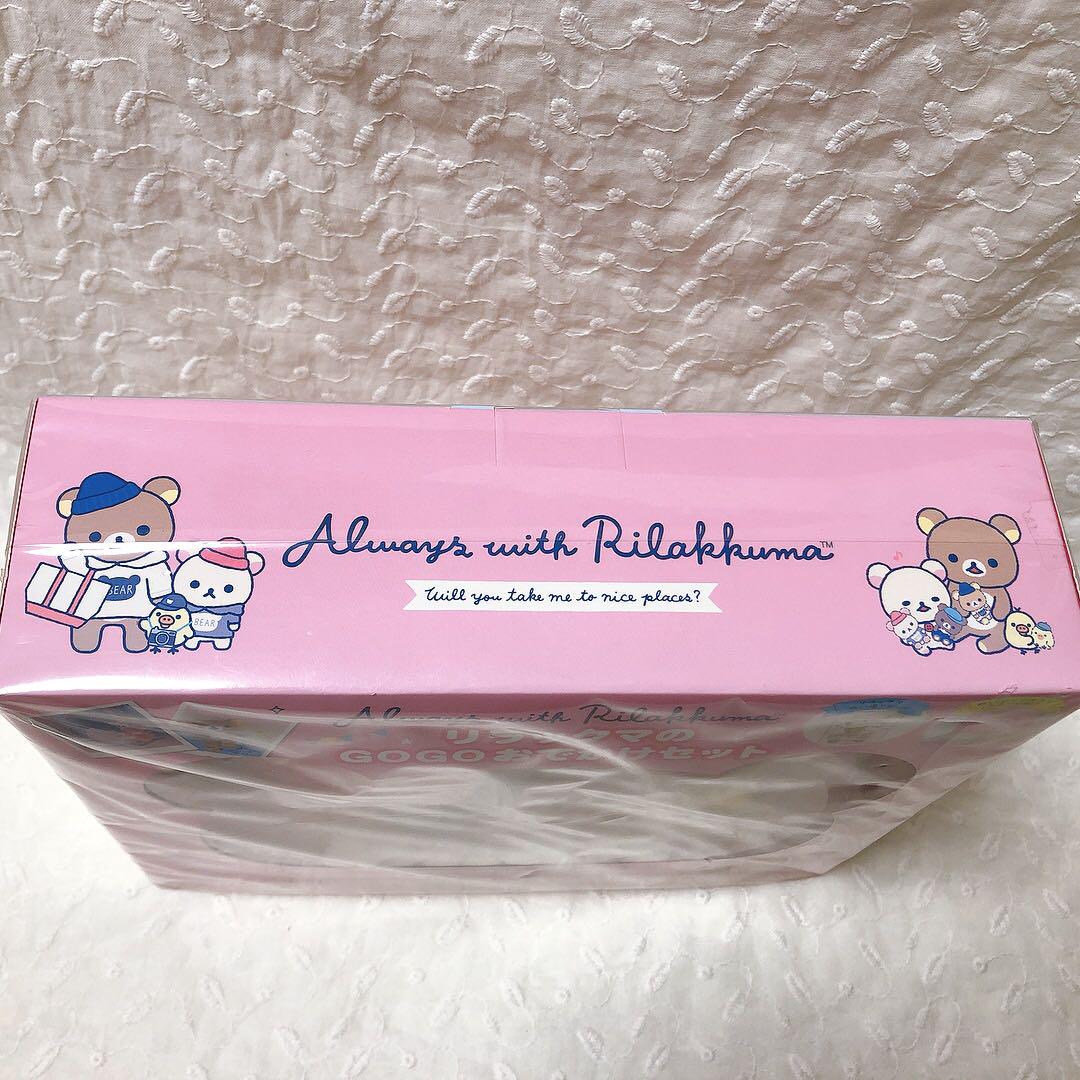 Always with Rilakkuma™
Will you take me to nice places?
BEAR
BEAR
Always with Rilakkuma
リラックマの
GOGOおでかけセット